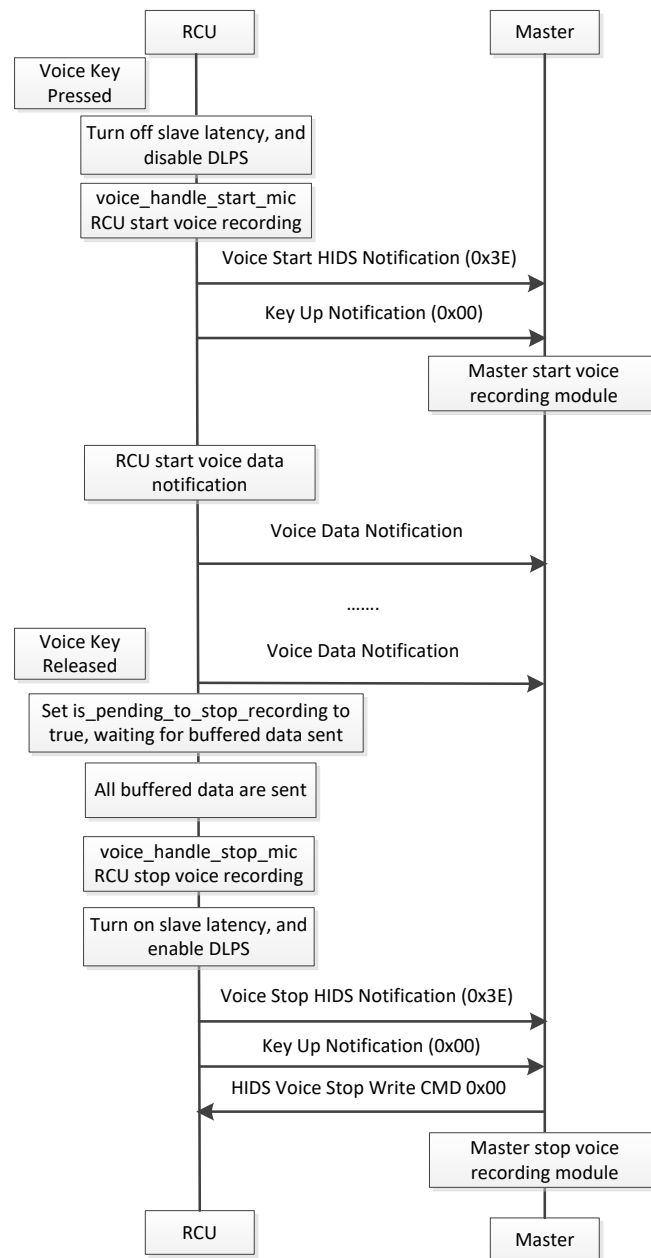 RCU
Master
Voice Key
Pressed
Turn off slave latency, and
disable DLPS
voice_handle_start_mic
RCU start voice recording
Voice Start HIDS Notification (0x3E)
Key Up Notification (0x00)
Master start voice
recording module
RCU start voice data
notification
Voice Data Notification
.......
Voice Key
Released
Voice Data Notification
Set is_pending_to_stop_recording to
true, waiting for buffered data sent
All buffered data are sent
voice_handle_stop_mic
RCU stop voice recording
Turn on slave latency, and
enable DLPS
Voice Stop HIDS Notification (0x3E)
Key Up Notification (0x00)
HIDS Voice Stop Write CMD 0x00
Master stop voice
recording module
RCU
Master